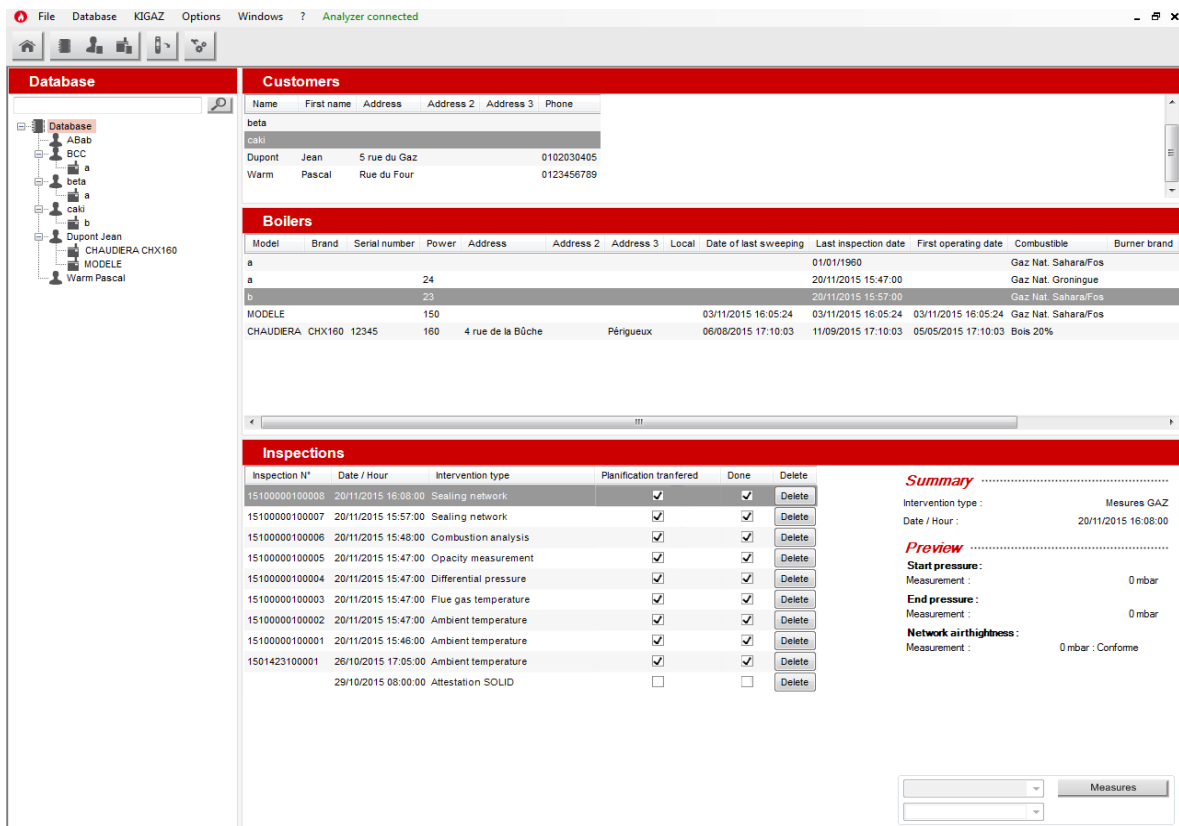 File Database KIGAZ Options Windows ? Analyzer connected
Database
Database
ABab
BCC
a
beta
a
caki
b
Dupont Jean
CHAUDIERA CHX160
MODELE
Warm Pascal
Customers
Name First name Address Address 2 Address 3 Phone
beta
caki
Dupont Jean 5 rue du Gaz 0102030405
Warm Pascal Rue du Four 0123456789
Boilers
Model Brand Serial number Power Address Address 2 Address 3 Local Date of last sweeping Last inspection date First operating date Combustible Burner brand
a 01/01/1960 Gaz Nat. Sahara/Fos
a 24 20/11/2015 15:47:00 Gaz Nat. Groningue
b 23 20/11/2015 15:57:00 Gaz Nat. Sahara/Fos
MODELE 150 03/11/2015 16:05:24 03/11/2015 16:05:24 03/11/2015 16:05:24 Gaz Nat. Sahara/Fos
CHAUDIERA CHX160 12345 160 4 rue de la Bûche Périgueux 06/08/2015 17:10:03 11/09/2015 17:10:03 05/05/2015 17:10:03 Bois 20%
Inspections
Inspection N° Date / Hour Intervention type Planification tranfered Done Delete
15100000100008 20/11/2015 16:08:00 Sealing network Delete
15100000100007 20/11/2015 15:57:00 Sealing network Delete
15100000100006 20/11/2015 15:48:00 Combustion analysis Delete
15100000100005 20/11/2015 15:47:00 Opacity measurement Delete
15100000100004 20/11/2015 15:47:00 Differential pressure Delete
15100000100003 20/11/2015 15:47:00 Flue gas temperature Delete
15100000100002 20/11/2015 15:47:00 Ambient temperature Delete
15100000100001 20/11/2015 15:46:00 Ambient temperature Delete
1501423100001 26/10/2015 17:05:00 Ambient temperature Delete
29/10/2015 08:00:00 Attestation SOLID Delete
Summary
Intervention type : Mesures GAZ
Date / Hour : 20/11/2015 16:08:00
Preview
Start pressure :
Measurement : 0 mbar
End pressure :
Measurement : 0 mbar
Network airthightness :
Measurement : 0 mbar : Conforme
Measures